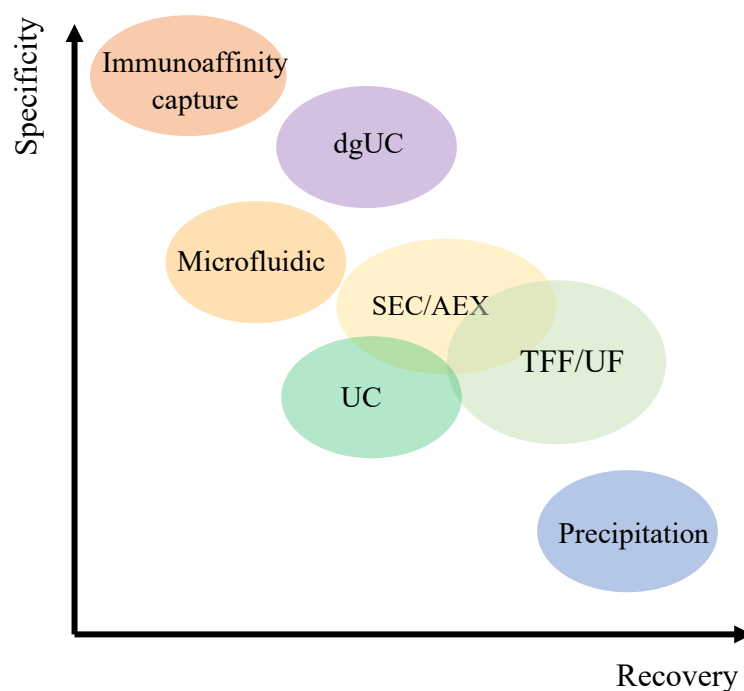 Specificity
Immunoaffinity
capture
dgUC
Microfluidic
SEC/AEX
TFF/UF
UC
Precipitation
Recovery